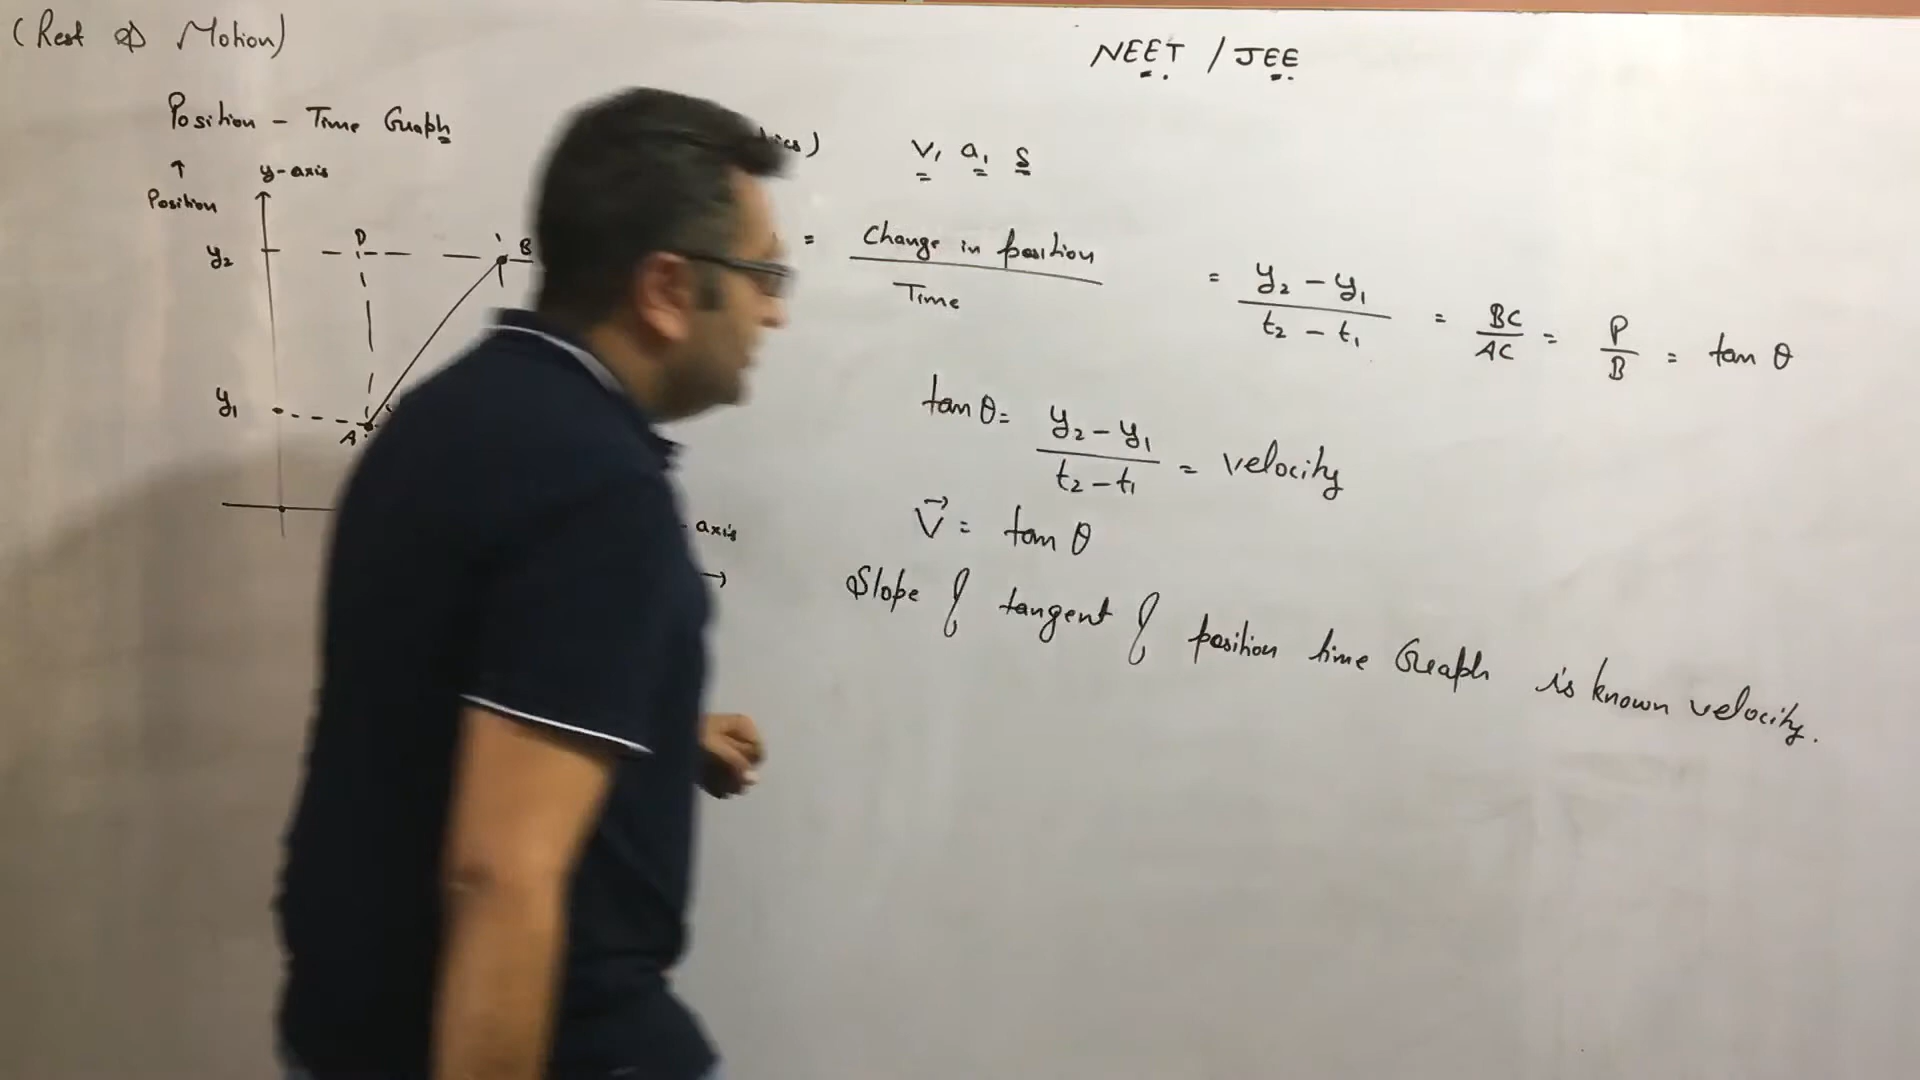 (Rest & Motion)
NEET / JEE
Position - Time Graph
ics)
v, a, s
↑
y-axis
Position
y₂
D
B
= Change in position / Time = y₂ - y₁ / t₂ - t₁ = BC / AC = P / B = tan θ
y₁
A
tan θ = y₂ - y₁ / t₂ - t₁ = velocity
axis
→
V⃗ = tan θ
Slope of tangent of position time Graph is known velocity.